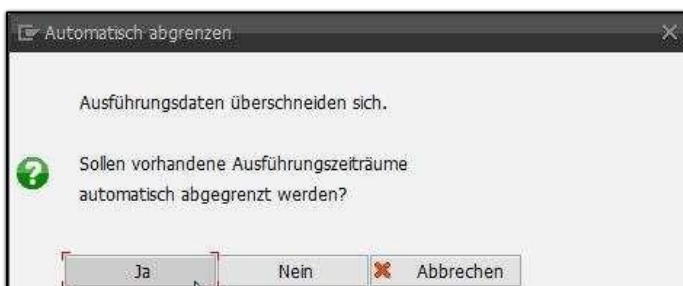 Automatisch abgrenzen
Ausführungsdaten überschneiden sich.
Sollen vorhandene Ausführungszeiträume
automatisch abgegrenzt werden?
Ja Nein Abbrechen